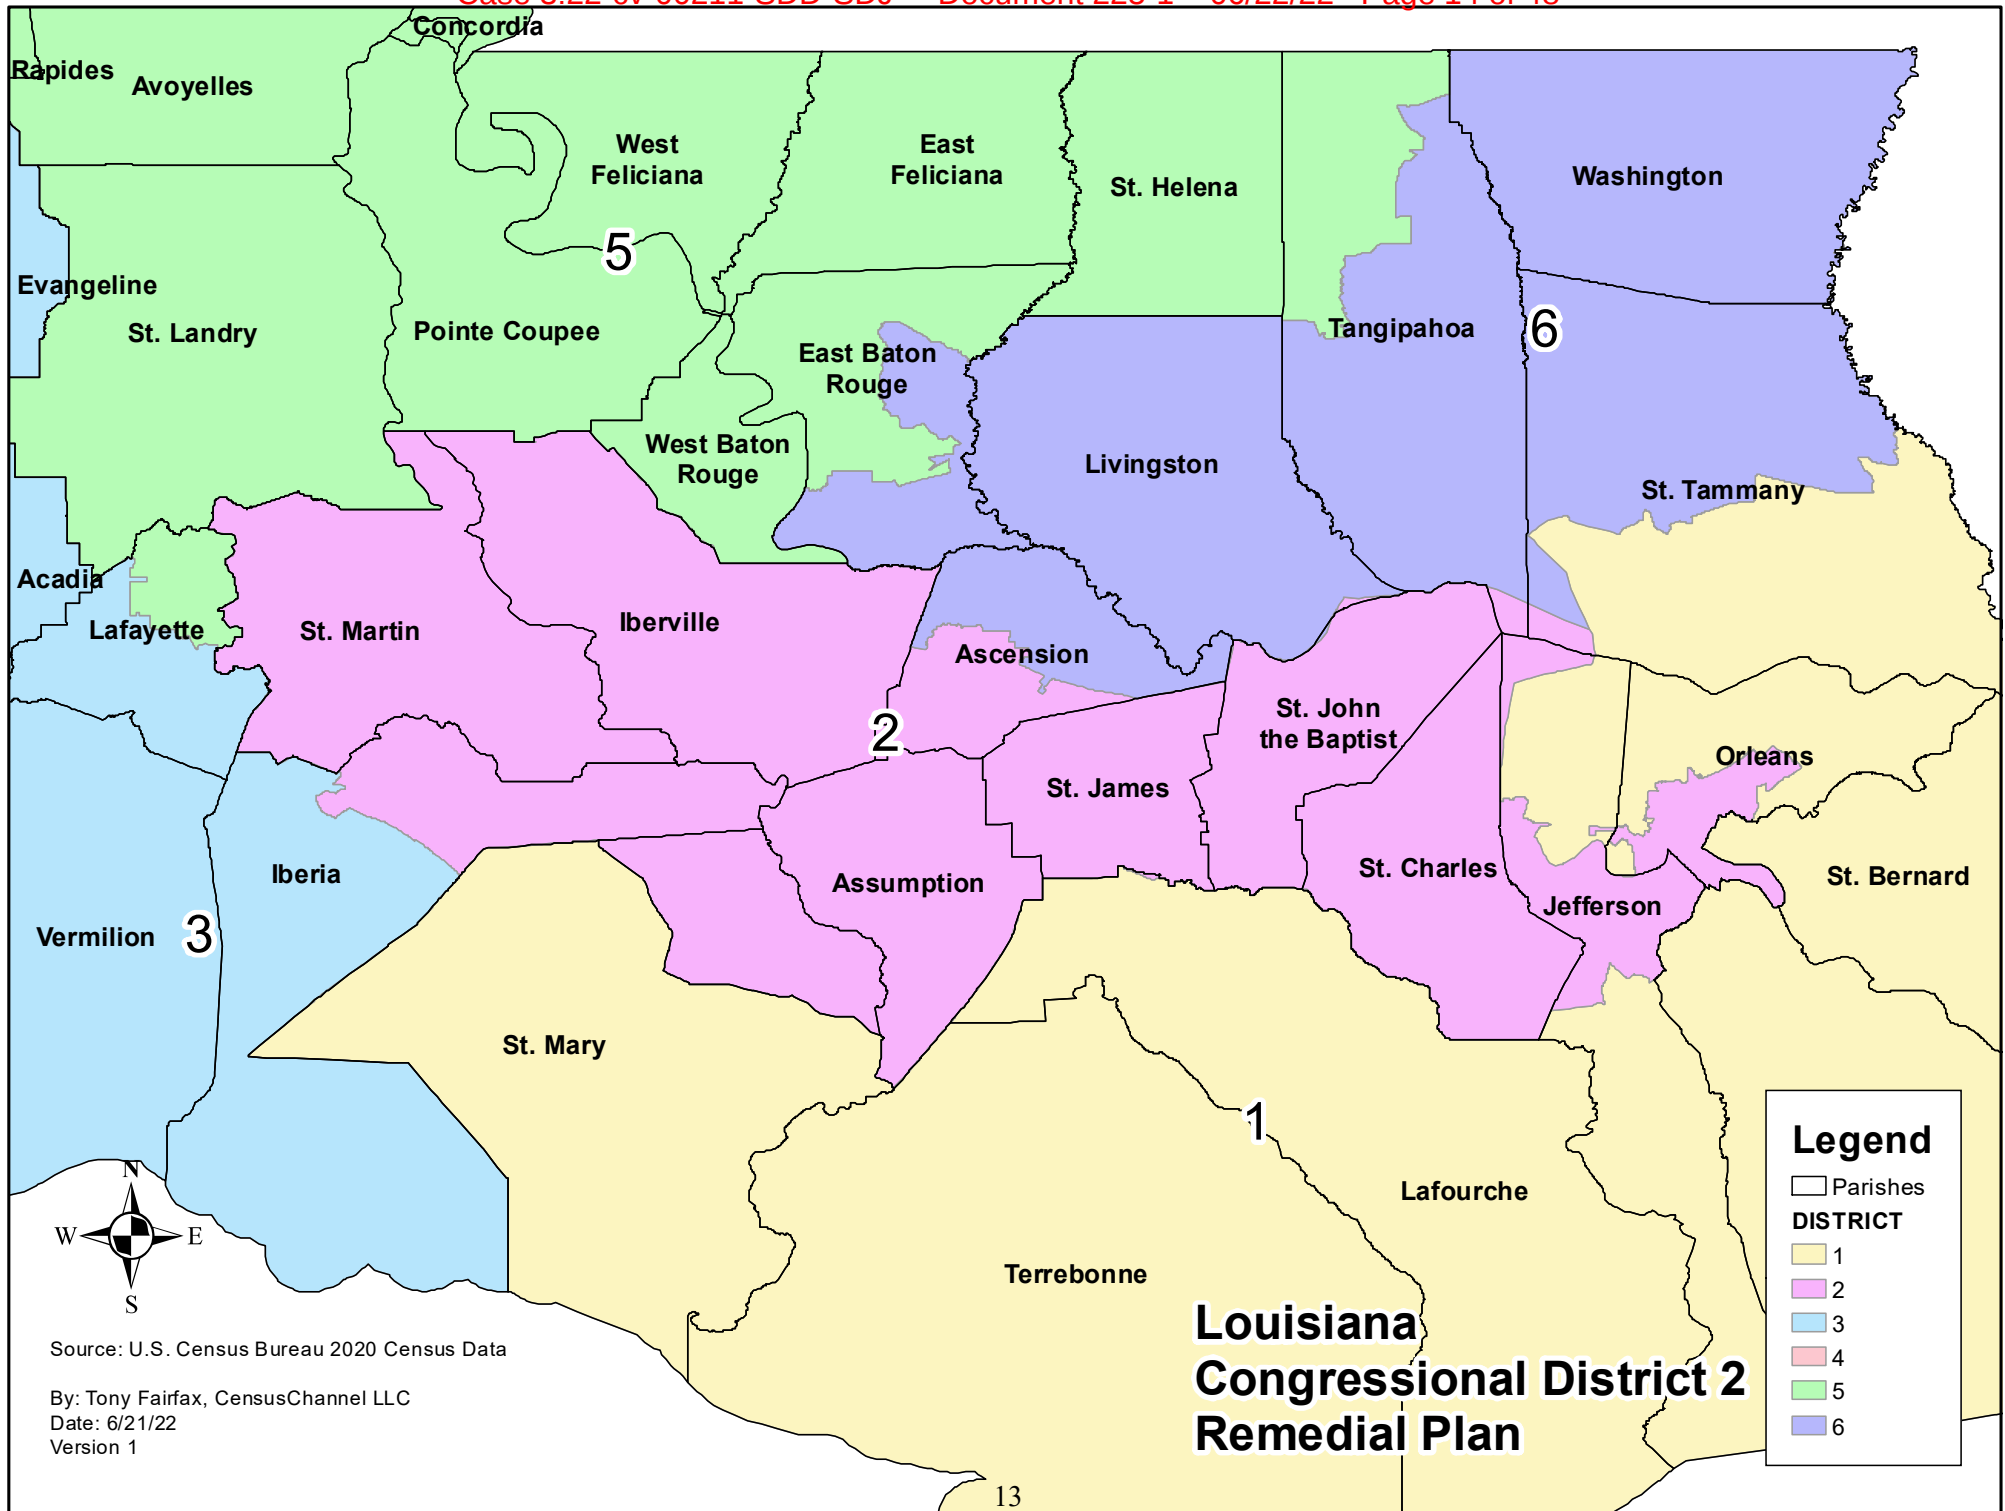 Concordia
Rapides
Avoyelles
West
Feliciana
East
Feliciana
St. Helena
Washington
5
Evangeline
St. Landry
Pointe Coupee
East Baton
Rouge
Tangipahoa
6
West Baton
Rouge
Livingston
St. Tammany
Acadia
Lafayette
St. Martin
Iberville
Ascension
2
St. John
the Baptist
Orleans
St. James
Iberia
Assumption
St. Charles
St. Bernard
Jefferson
Vermilion
3
St. Mary
1
Lafourche
Terrebonne
N
W
E
S
Legend
Parishes
DISTRICT
1
2
3
4
5
6
Louisiana
Congressional District 2
Remedial Plan
Source: U.S. Census Bureau 2020 Census Data
By: Tony Fairfax, CensusChannel LLC
Date: 6/21/22
Version 1
13